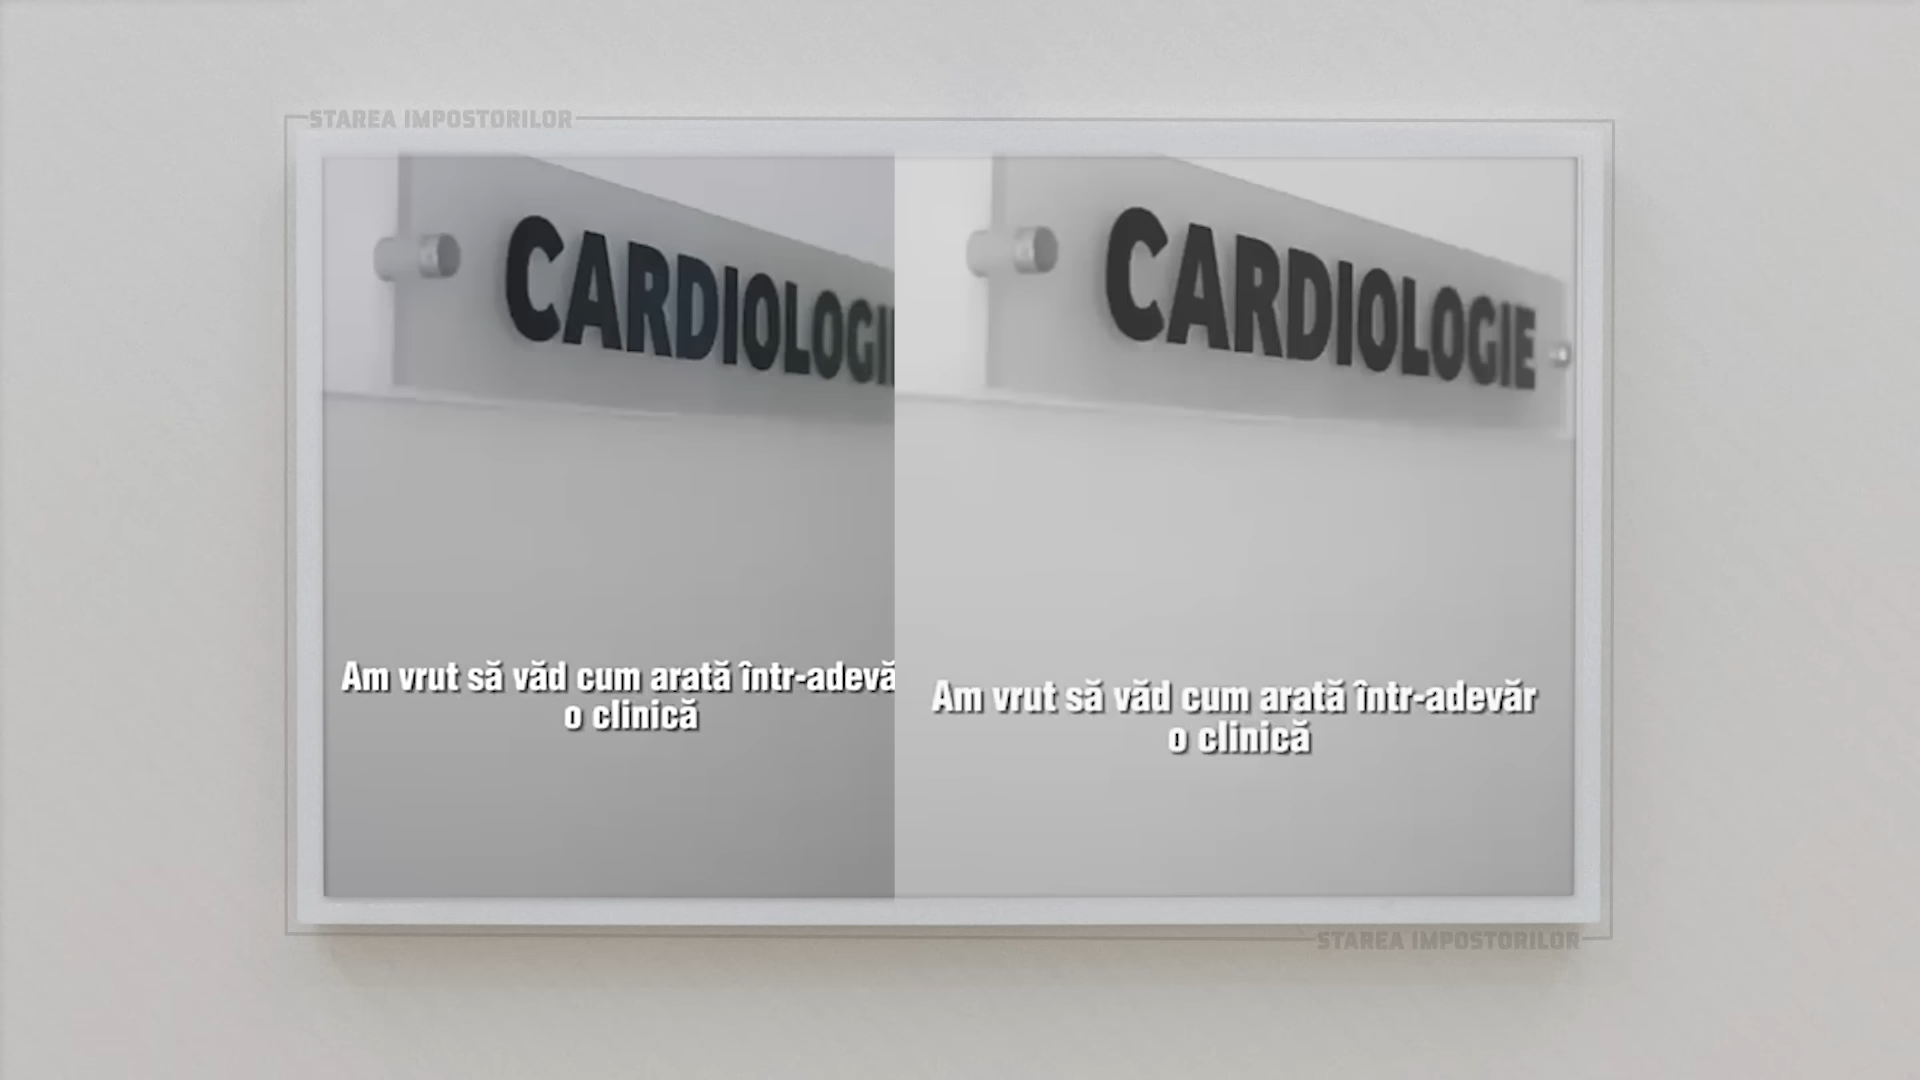 STAREA IMPOSTORILOR
CARDIOLOGIE
CARDIOLOGIE
Am vrut să văd cum arată într-adevă
o clinică
Am vrut să văd cum arată într-adevăr
o clinică
STAREA IMPOSTORILOR